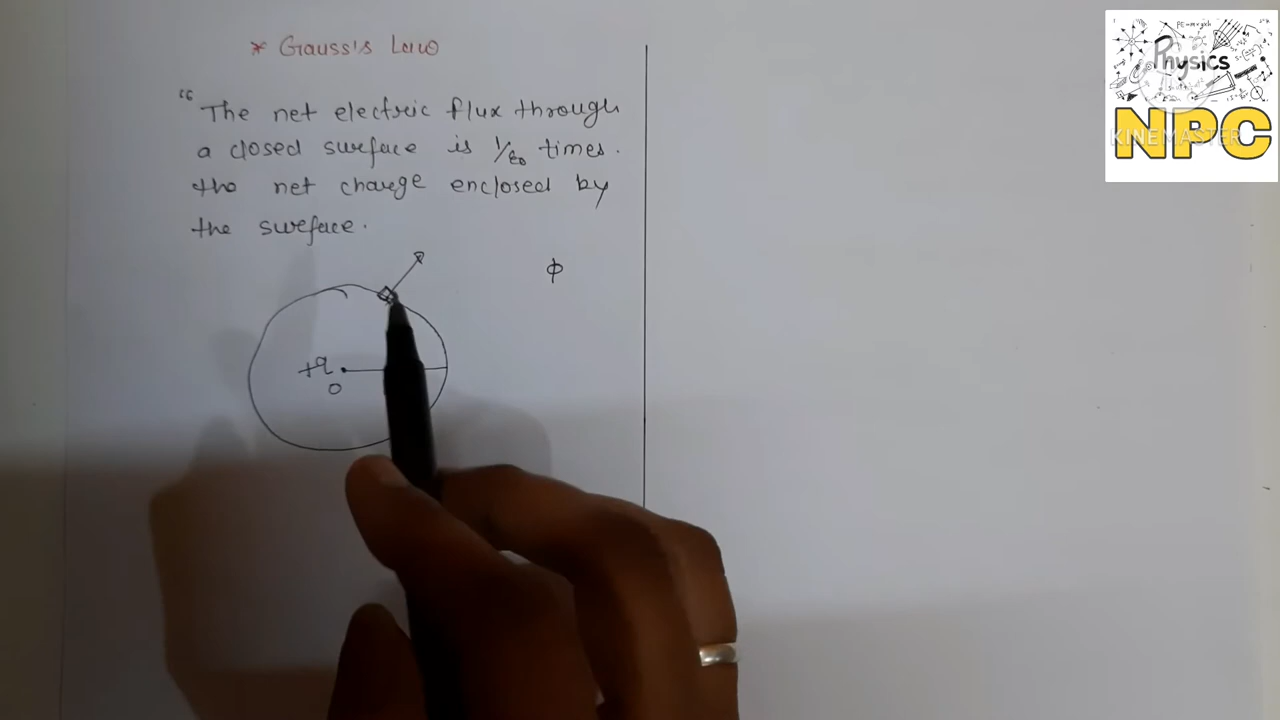 * Gauss's Law
"The net electric flux through
a closed surface is 1/ε₀ times.
the net charge enclosed by
the surface.
ϕ
+q
O
Physics
NPC
KINEMASTER